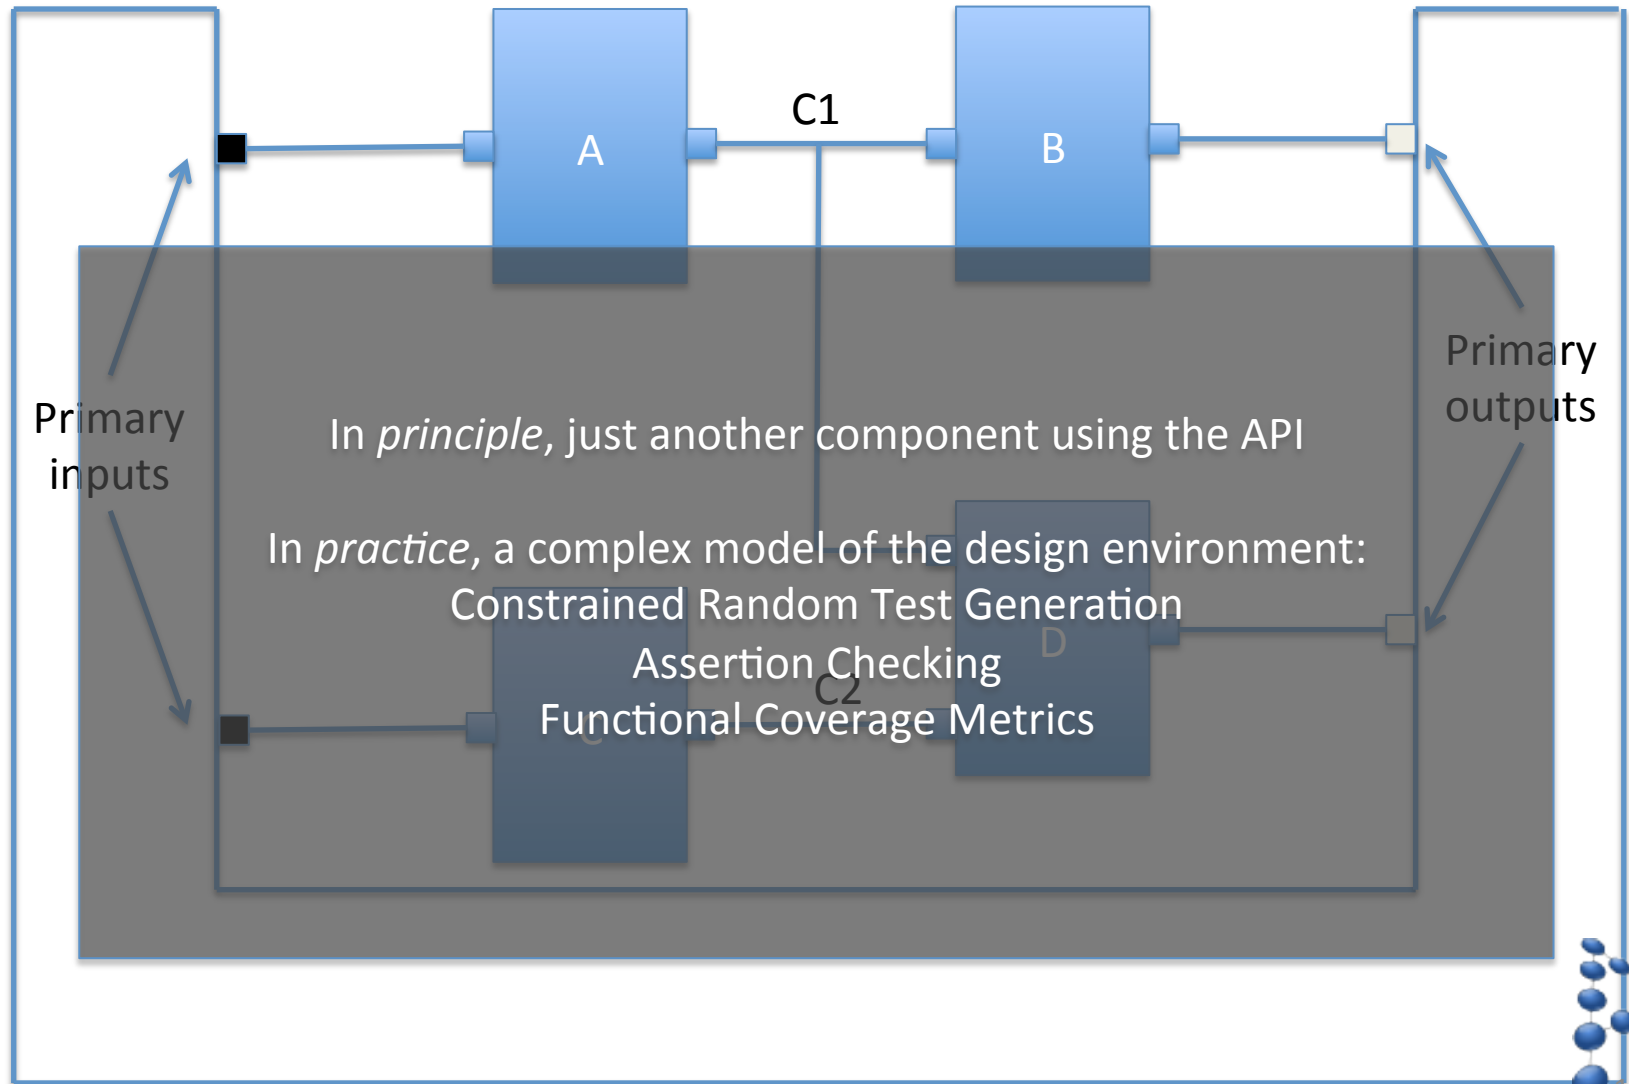 C1
A
B
Primary
inputs
Primary
outputs
In principle, just another component using the API
In practice, a complex model of the design environment:
Constrained Random Test Generation
D
Assertion Checking
C2
Functional Coverage Metrics
C